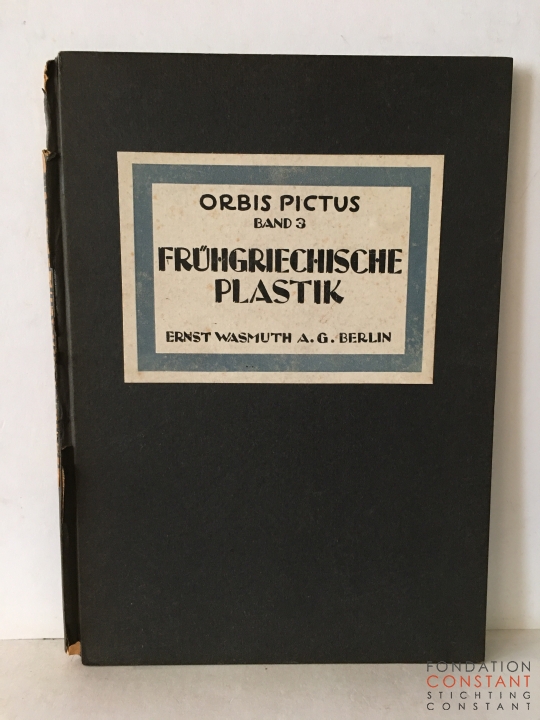 ORBIS PICTUS
BAND 3
FRÜHGRIECHISCHE
PLASTIK
ERNST WASMUTH A.G. BERLIN
FONDATION
CONSTANT
STICHTING
CONSTANT